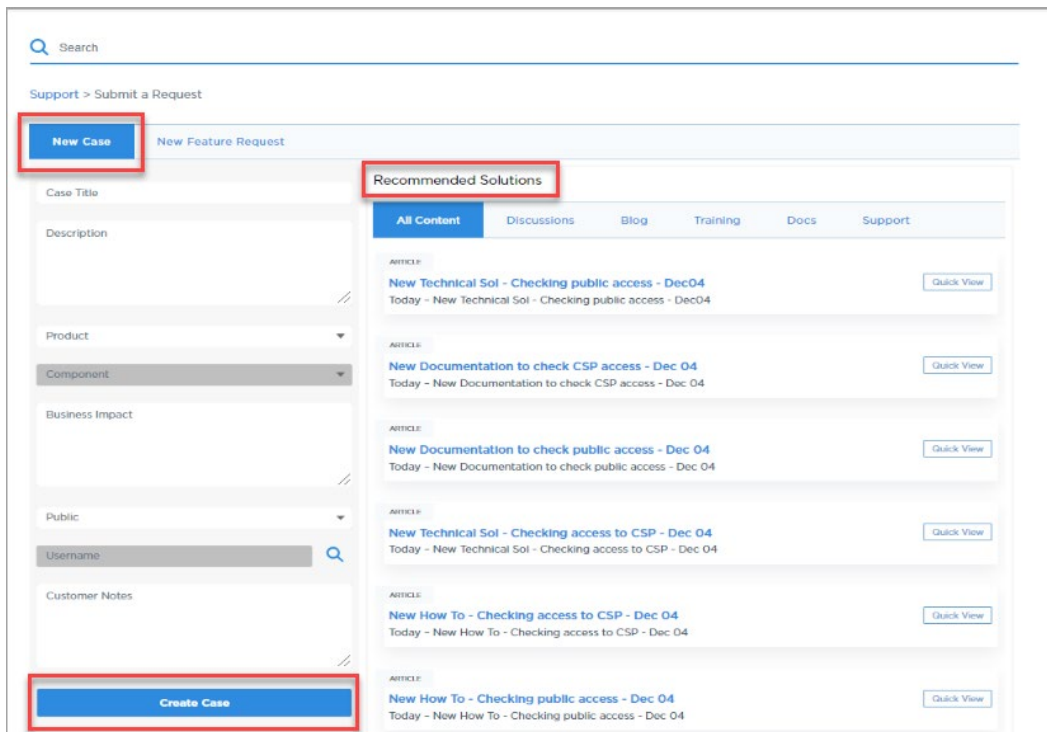 Search
Support > Submit a Request
New Case
New Feature Request
Case Title
Description
Product
Component
Business Impact
Public
Username
Customer Notes
Create Case
Recommended Solutions
All Content
Discussions
Blog
Training
Docs
Support
ARTICLE
New Technical Sol - Checking public access - Dec04
Quick View
Today - New Technical Sol - Checking public access - Dec04
ARTICLE
New Documentation to check CSP access - Dec 04
Quick View
Today - New Documentation to check CSP access - Dec 04
ARTICLE
New Documentation to check public access - Dec 04
Quick View
Today - New Documentation to check public access - Dec 04
ARTICLE
New Technical Sol - Checking access to CSP - Dec 04
Quick View
Today - New Technical Sol - Checking access to CSP - Dec 04
ARTICLE
New How To - Checking access to CSP - Dec 04
Quick View
Today - New How To - Checking access to CSP - Dec 04
ARTICLE
New How To - Checking public access - Dec 04
Quick View
Today - New How To - Checking public access - Dec 04